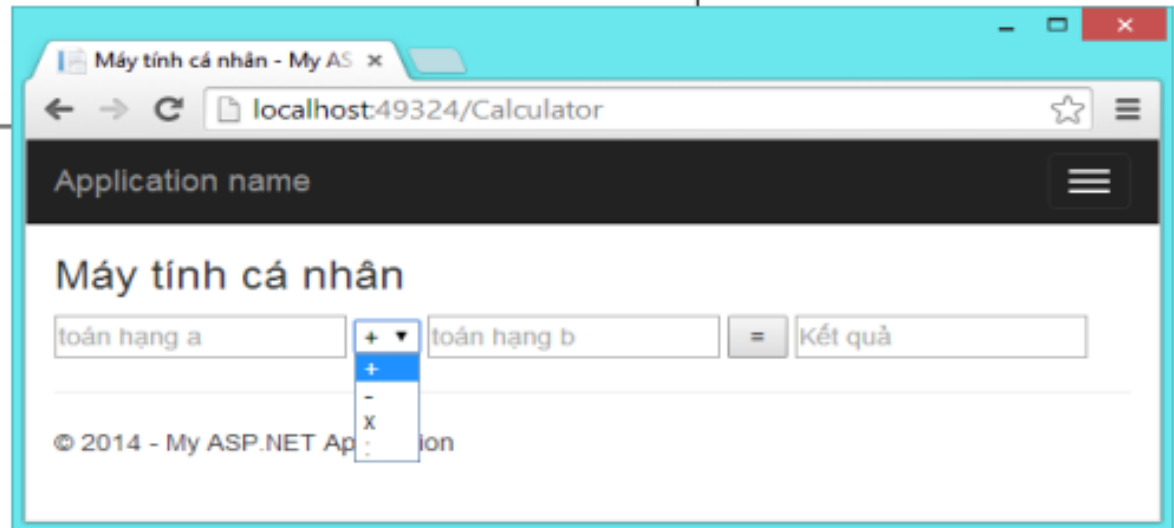 Máy tính cá nhân - My AS ×
localhost:49324/Calculator
Application name
Máy tính cá nhân
toán hạng a + ▼ toán hạng b = Kết quả
+
-
x
:
© 2014 - My ASP.NET Ap ion